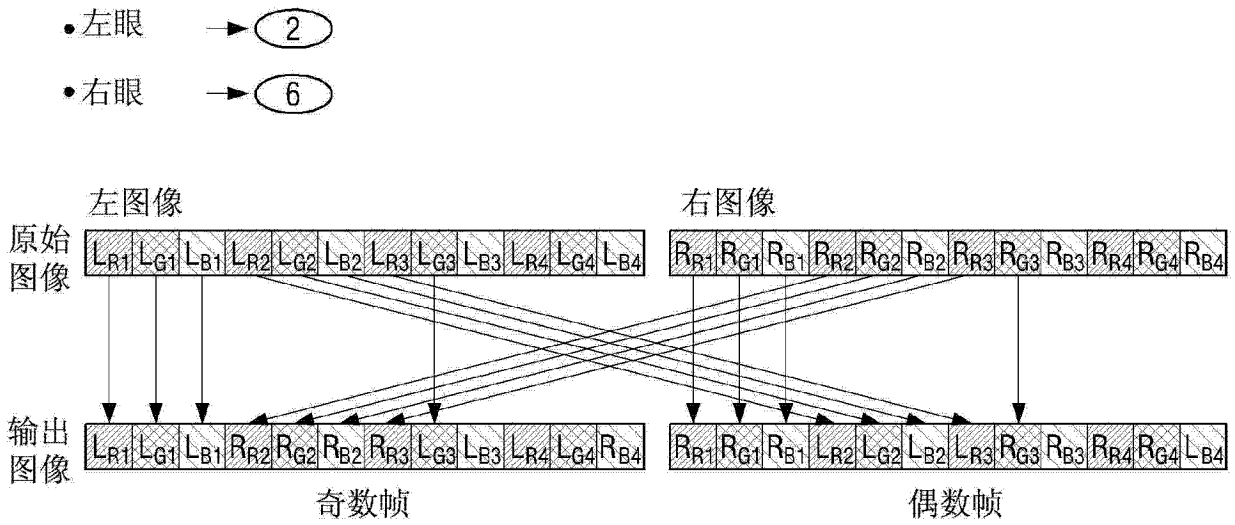 •左眼 2
•右眼 6
左图像 右图像
原始图像 LR1 LG1 LB1 LR2 LG2 LB2 LR3 LG3 LB3 LR4 LG4 LB4 RR1 RG1 RB1 RR2 RG2 RB2 RR3 RG3 RB3 RR4 RG4 RB4
输出图像 LR1 LG1 LB1 RR2 RG2 RB2 RR3 LG3 LB3 LR4 LG4 RB4 RR1 RG1 RB1 LR2 LG2 LB2 LR3 RG3 RB3 RR4 RG4 LB4
奇数帧 偶数帧